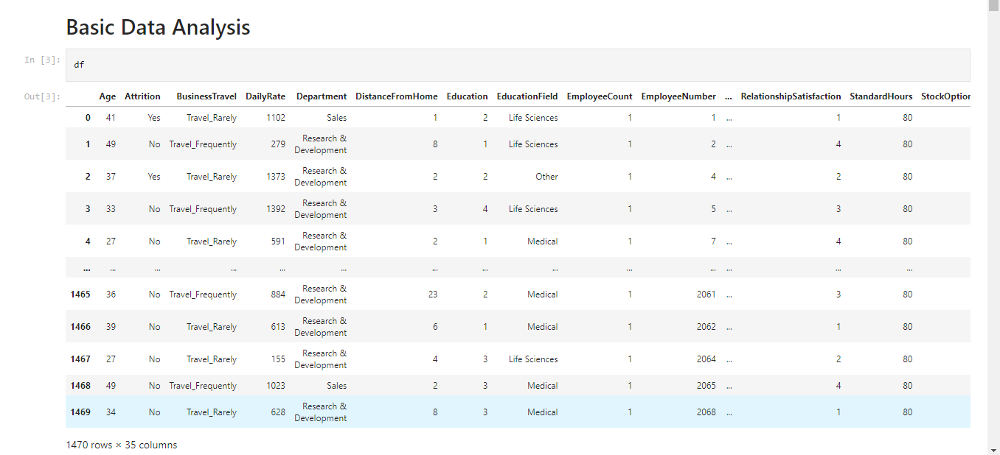 Basic Data Analysis
In [3]:
df
Out[3]:
Age Attrition BusinessTravel DailyRate Department DistanceFromHome Education EducationField EmployeeCount EmployeeNumber ... RelationshipSatisfaction StandardHours StockOption
0 41 Yes Travel_Rarely 1102 Sales 1 2 Life Sciences 1 1 ... 1 80
1 49 No Travel_Frequently 279 Research & Development 8 1 Life Sciences 1 2 ... 4 80
2 37 Yes Travel_Rarely 1373 Research & Development 2 2 Other 1 4 ... 2 80
3 33 No Travel_Frequently 1392 Research & Development 3 4 Life Sciences 1 5 ... 3 80
4 27 No Travel_Rarely 591 Research & Development 2 1 Medical 1 7 ... 4 80
... ... ... ... ... ... ... ... ... ... ... ... ... ...
1465 36 No Travel_Frequently 884 Research & Development 23 2 Medical 1 2061 ... 3 80
1466 39 No Travel_Rarely 613 Research & Development 6 1 Medical 1 2062 ... 1 80
1467 27 No Travel_Rarely 155 Research & Development 4 3 Life Sciences 1 2064 ... 2 80
1468 49 No Travel_Frequently 1023 Sales 2 3 Medical 1 2065 ... 4 80
1469 34 No Travel_Rarely 628 Research & Development 8 3 Medical 1 2068 ... 1 80
1470 rows × 35 columns